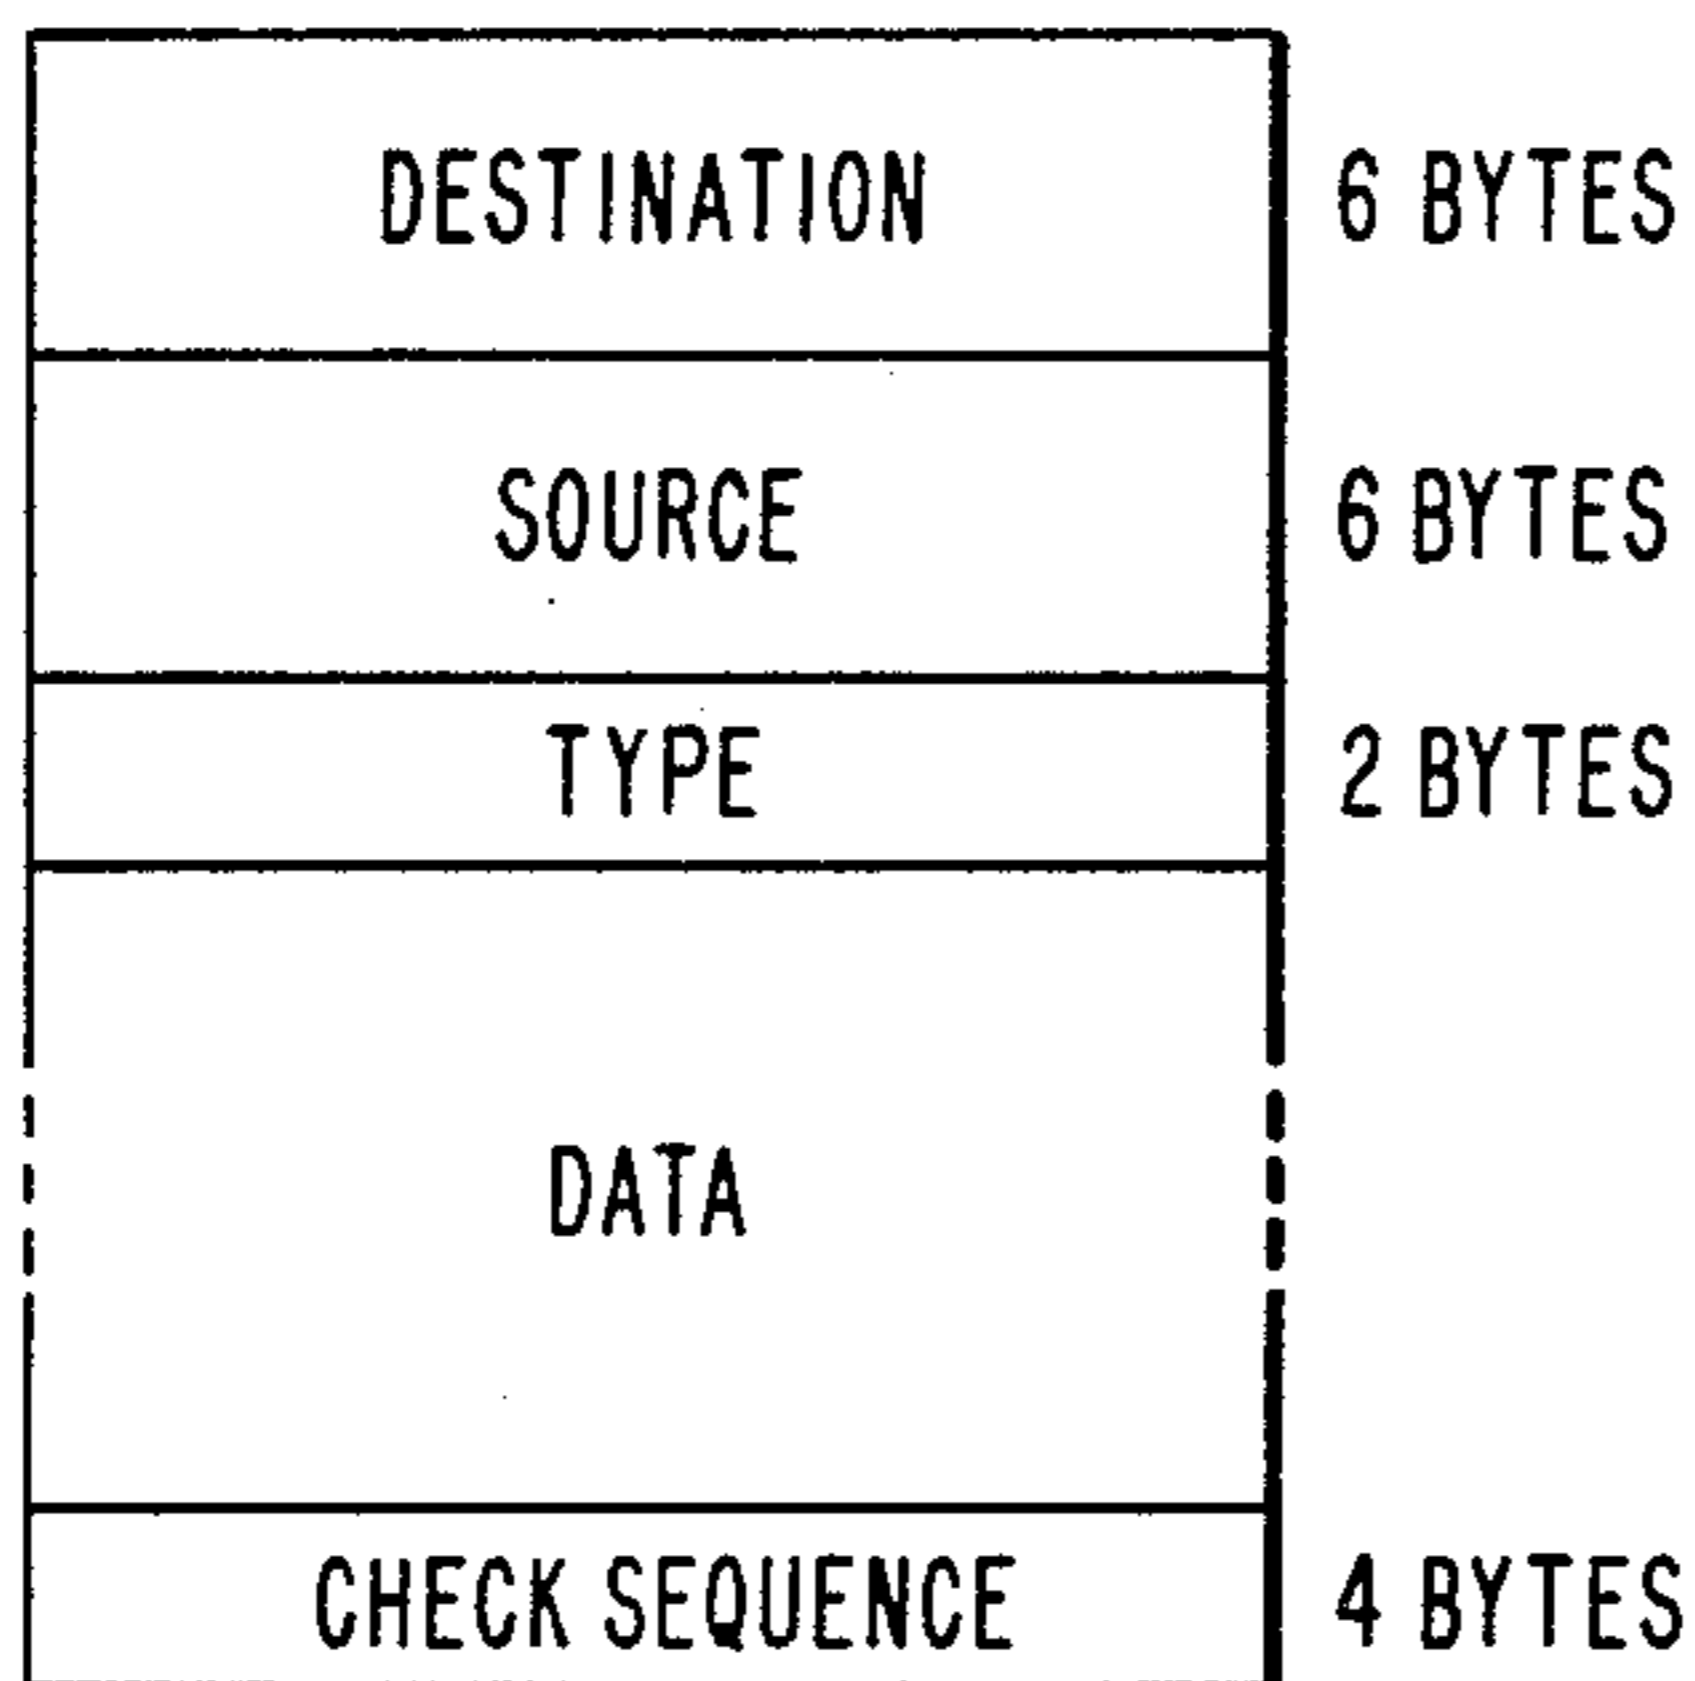 DESTINATION 6 BYTES
SOURCE 6 BYTES
TYPE 2 BYTES
DATA
CHECK SEQUENCE 4 BYTES